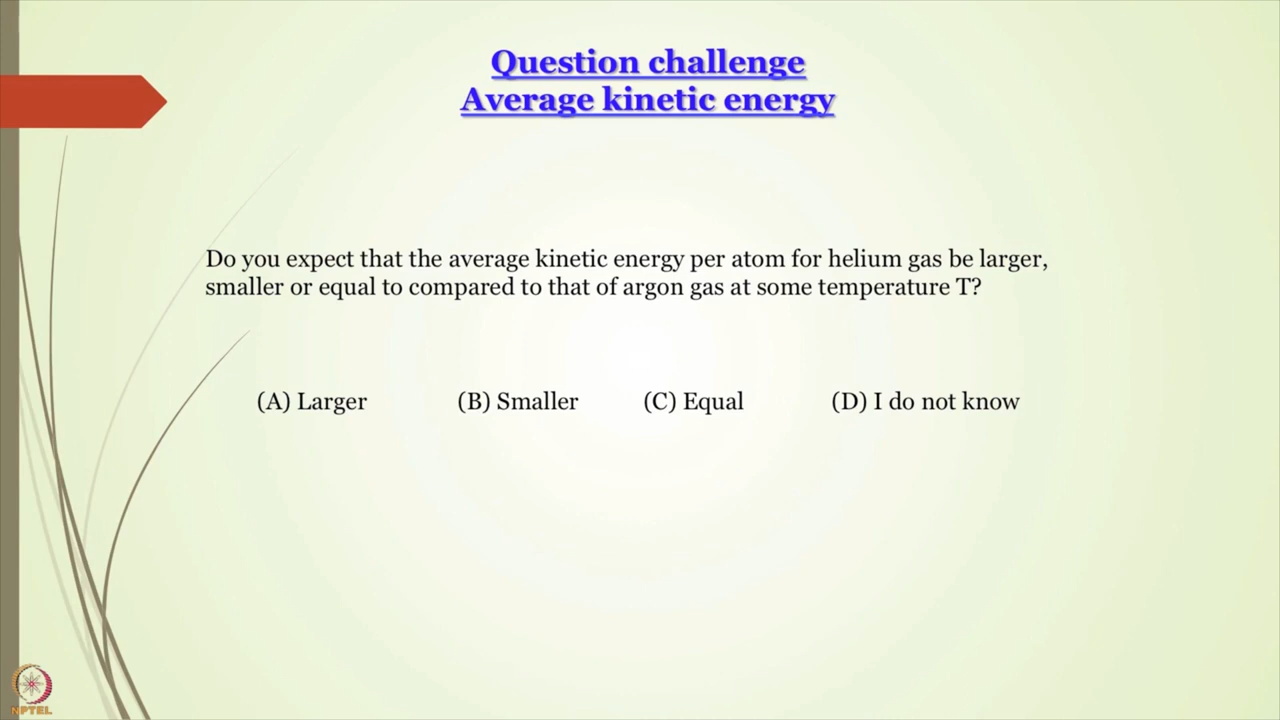 Question challenge
Average kinetic energy
Do you expect that the average kinetic energy per atom for helium gas be larger,
smaller or equal to compared to that of argon gas at some temperature T?
(A) Larger (B) Smaller (C) Equal (D) I do not know
NPTEL